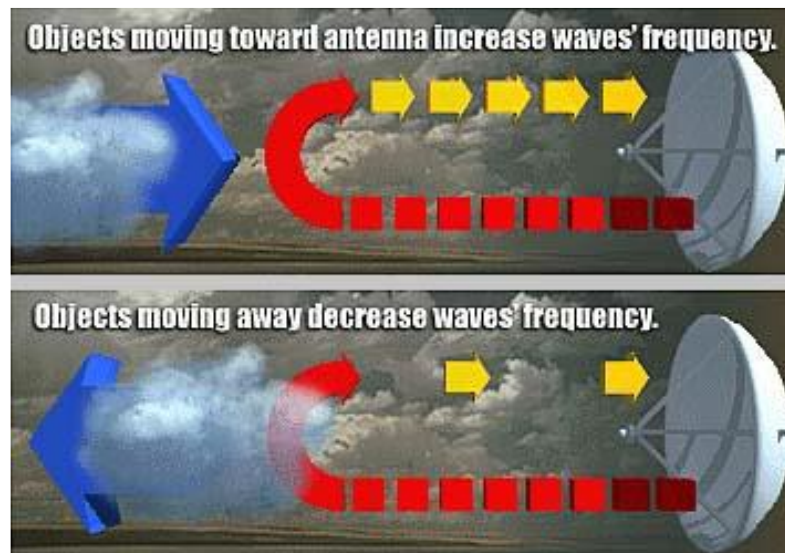 Objects moving toward antenna increase waves' frequency.
Objects moving away decrease waves' frequency.